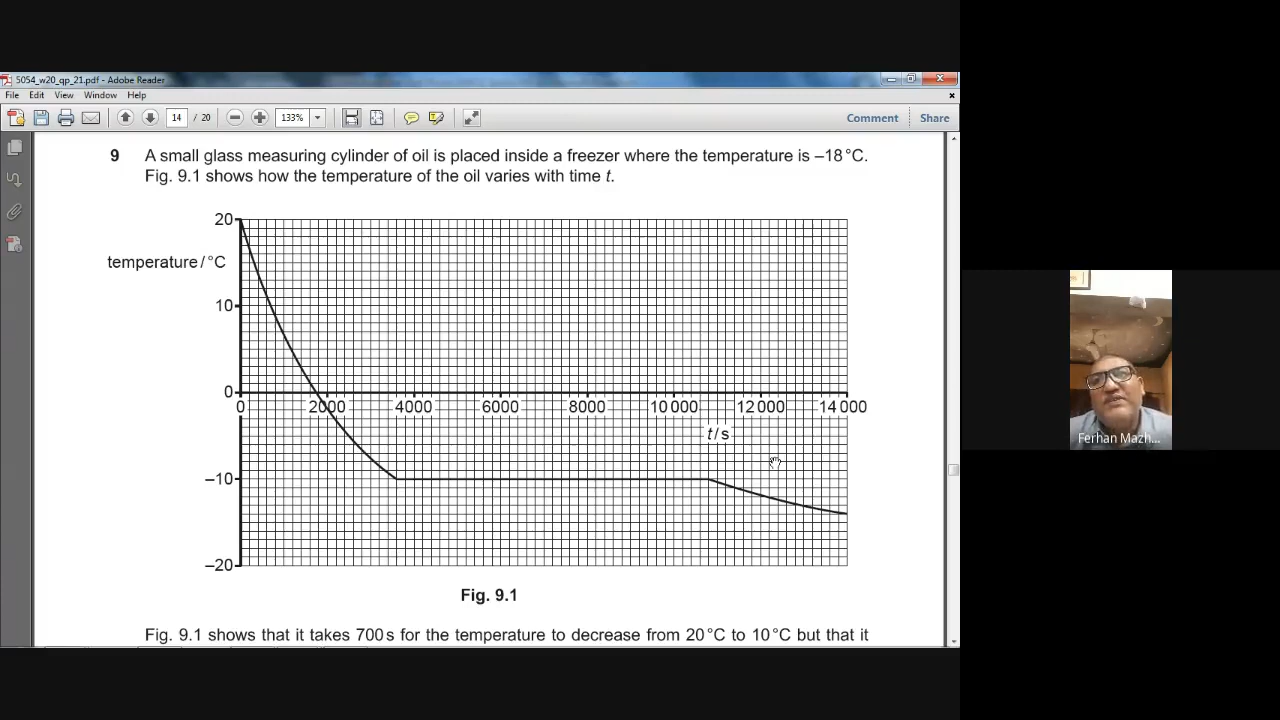 5054_w20_qp_21.pdf - Adobe Reader
File Edit View Window Help
14 / 20 133% Comment Share
9 A small glass measuring cylinder of oil is placed inside a freezer where the temperature is –18 °C.
Fig. 9.1 shows how the temperature of the oil varies with time t.
20
temperature / °C
10
0
0 2000 4000 6000 8000 10 000 12 000 14 000
t / s
–10
–20
Fig. 9.1
Fig. 9.1 shows that it takes 700 s for the temperature to decrease from 20 °C to 10 °C but that it
Ferhan Mazh...